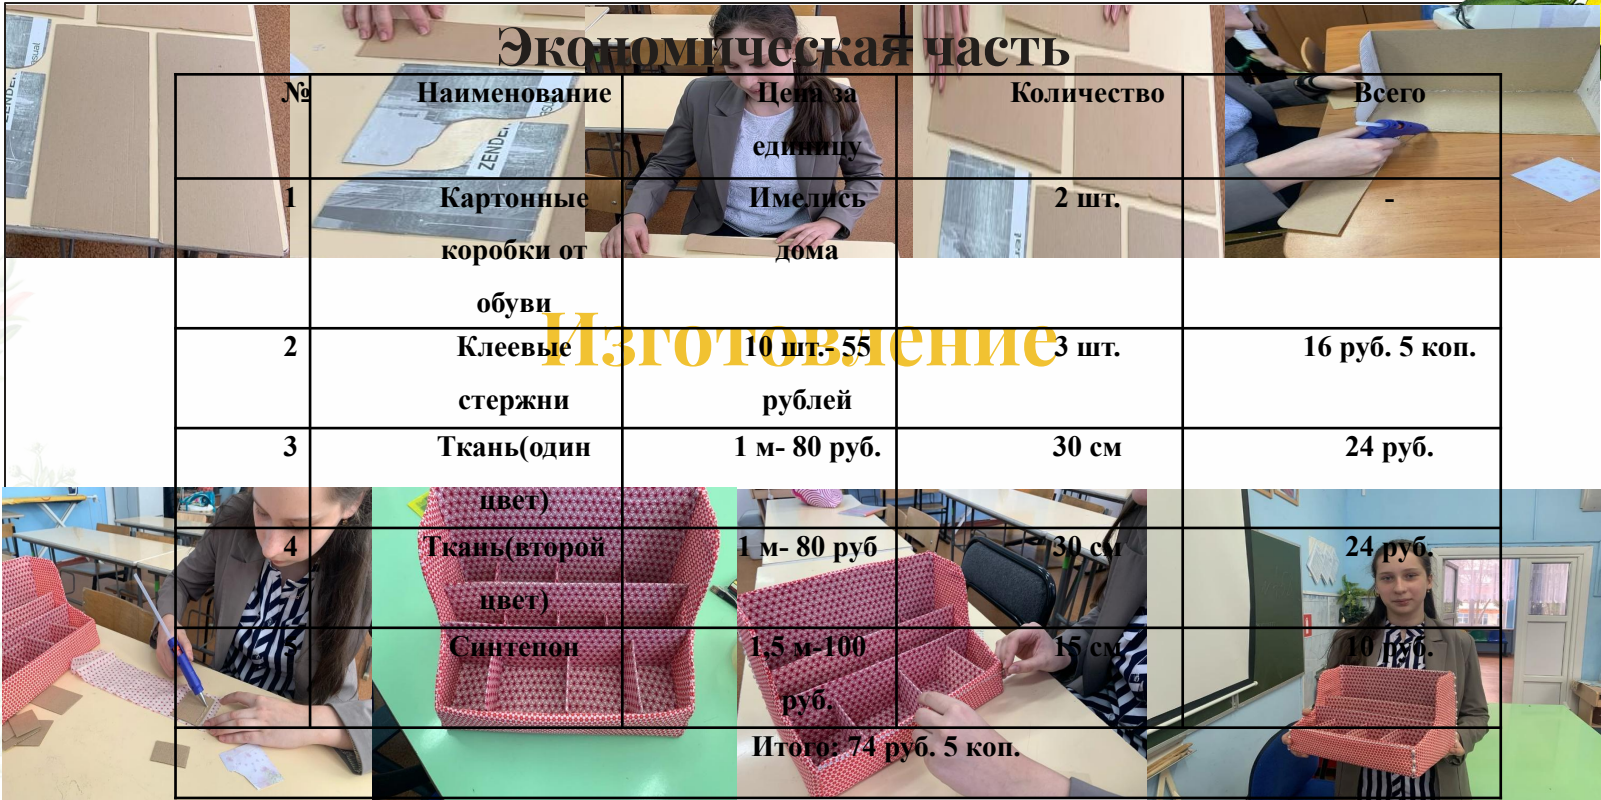 Экономическая часть
№ Наименование Цена за единицу Количество Всего
1 Картонные коробки от обуви Имелись дома 2 шт. -
Изготовление
2 Клеевые стержни 10 шт.- 55 рублей 3 шт. 16 руб. 5 коп.
3 Ткань(один цвет) 1 м- 80 руб. 30 см 24 руб.
4 Ткань(второй цвет) 1 м- 80 руб 30 см 24 руб.
5 Синтепон 1,5 м-100 руб. 15 см 10 руб.
Итого: 74 руб. 5 коп.
ZENDEN